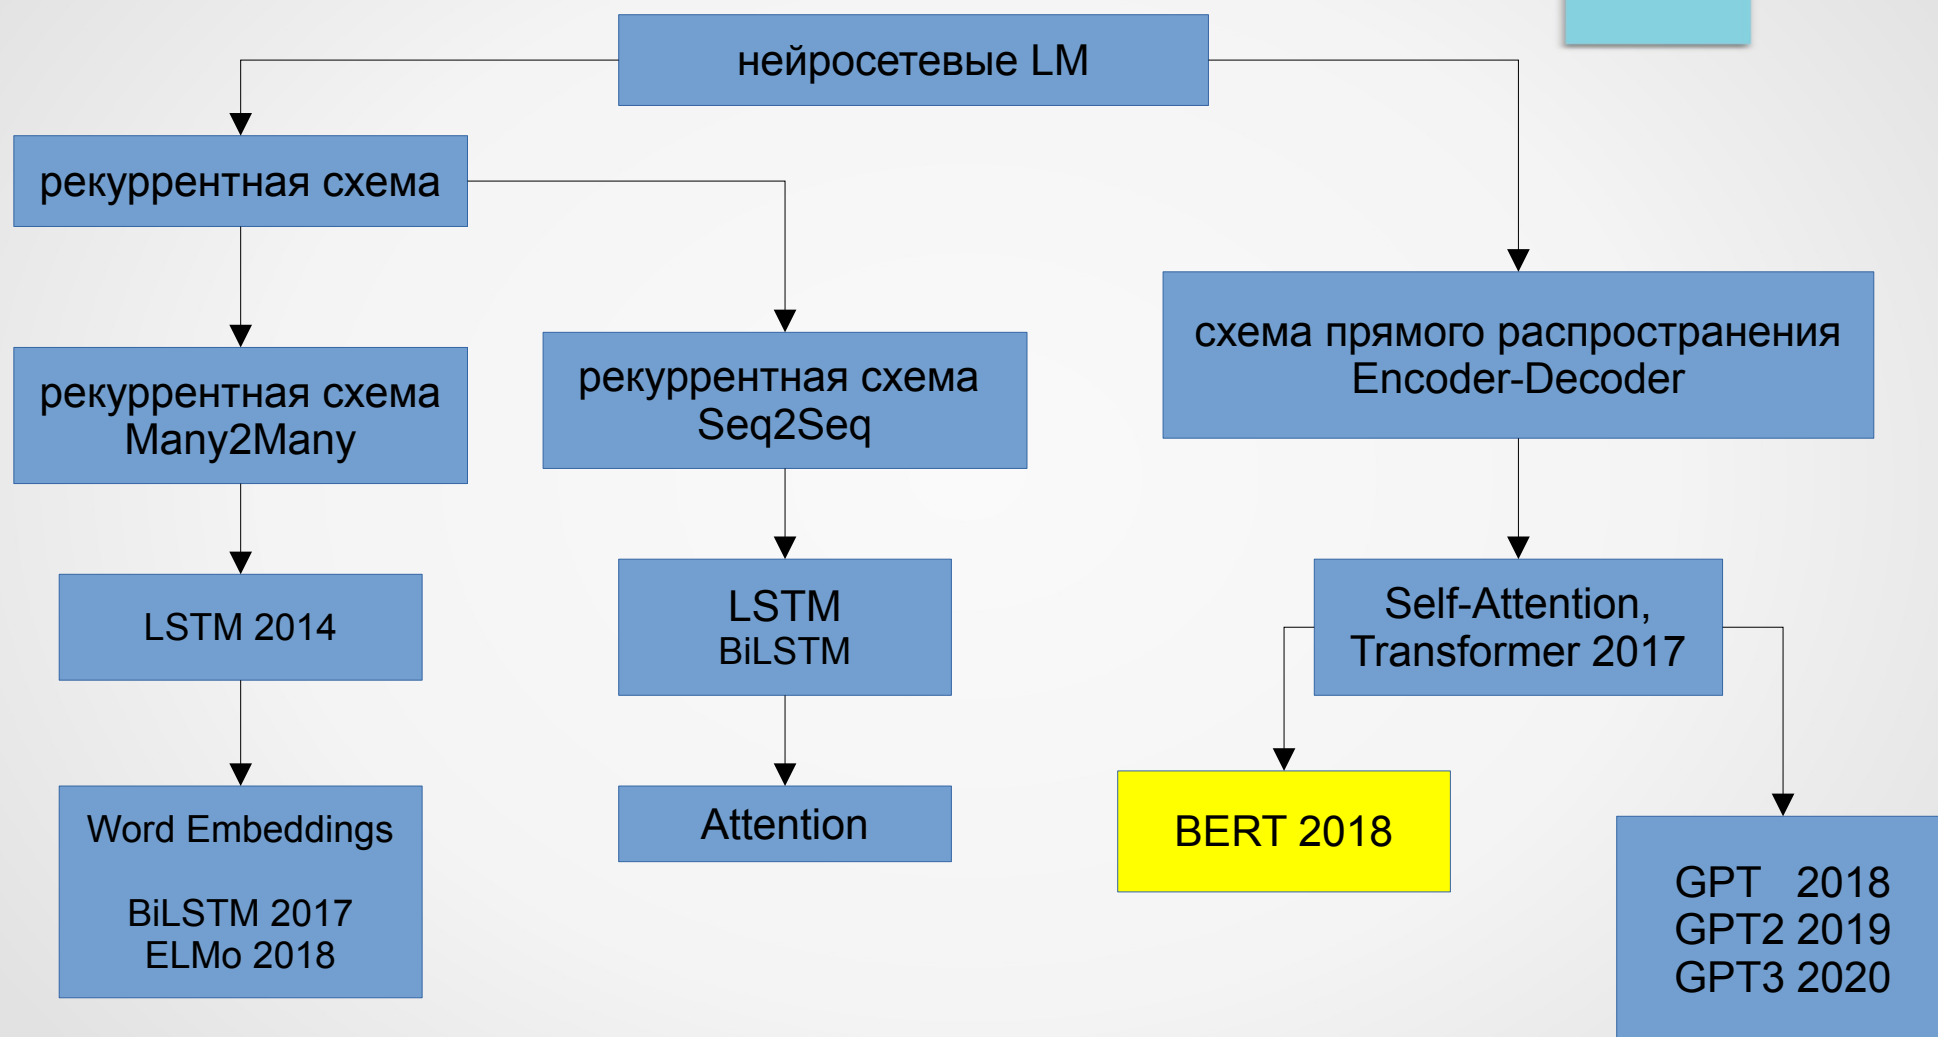 нейросетевые LM
рекуррентная схема
рекуррентная схема
Many2Many
LSTM 2014
Word Embeddings
BiLSTM 2017
ELMo 2018
рекуррентная схема
Seq2Seq
LSTM
BiLSTM
Attention
схема прямого распространения
Encoder-Decoder
Self-Attention,
Transformer 2017
BERT 2018
GPT 2018
GPT2 2019
GPT3 2020